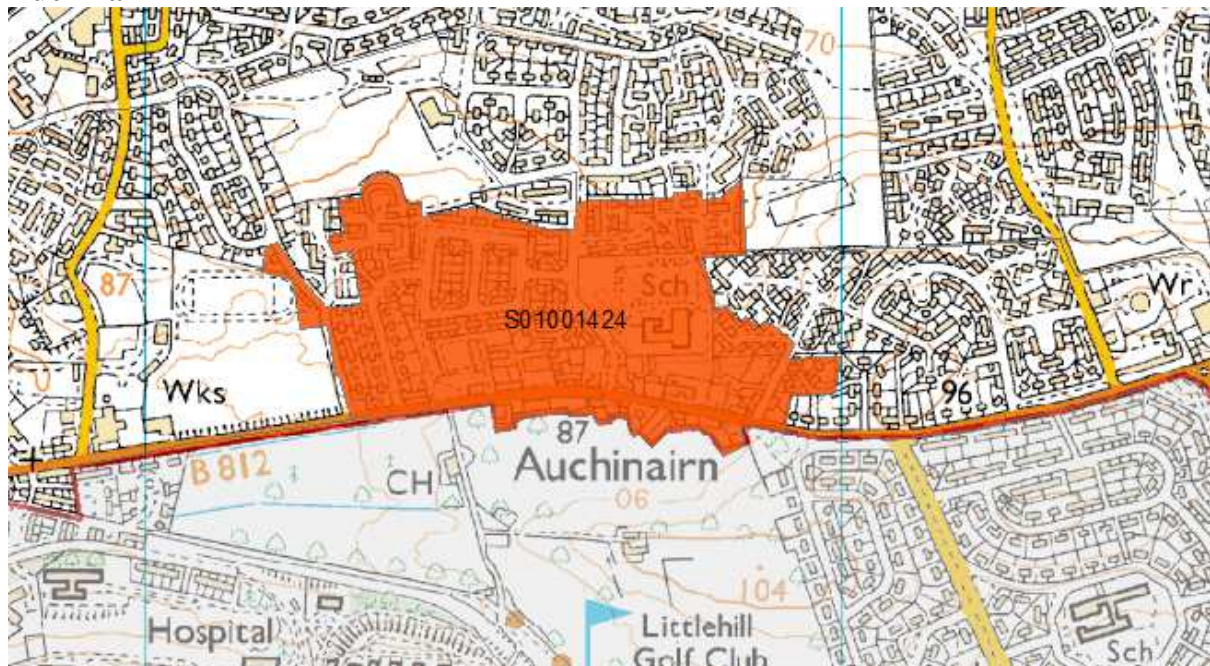 70
87
Sch
S01001424
Wr
Wks
96
87
B 812
Auchinairn
CH
06
104
Hospital
Littlehill
Golf Club
Sch